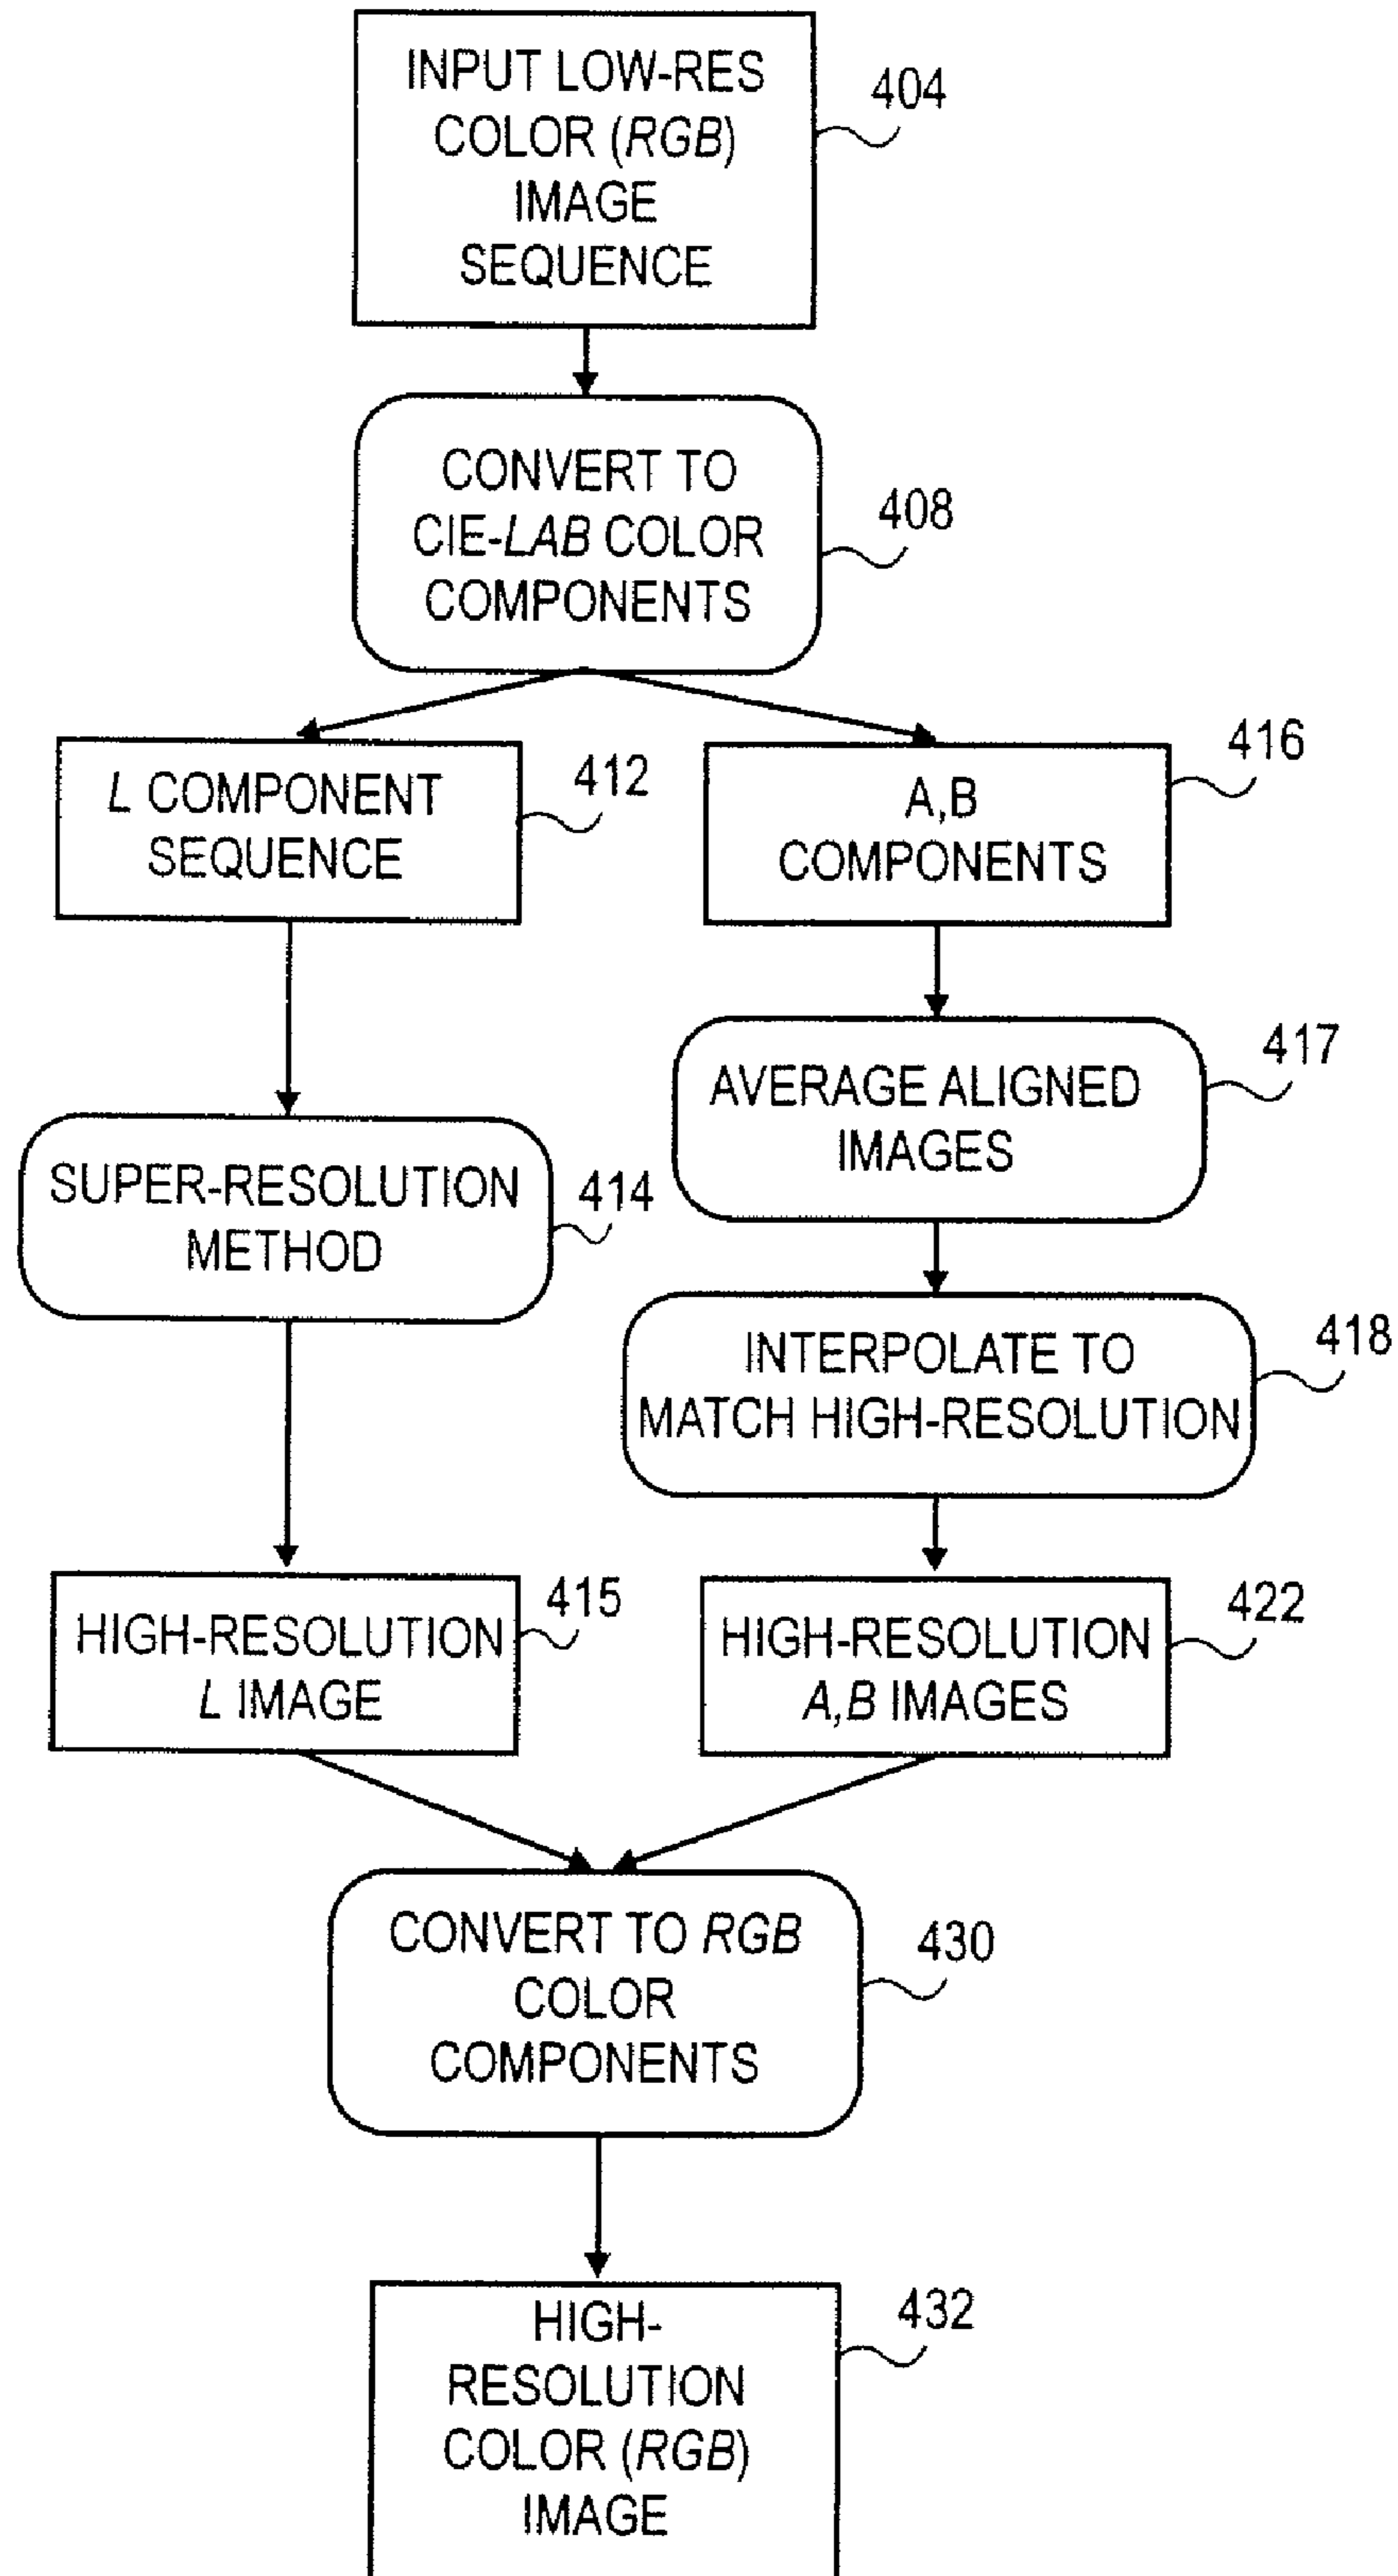 INPUT LOW-RES
COLOR (RGB)
IMAGE
SEQUENCE
404
CONVERT TO
CIE-LAB COLOR
COMPONENTS
408
L COMPONENT
SEQUENCE
412
A,B
COMPONENTS
416
AVERAGE ALIGNED
IMAGES
417
SUPER-RESOLUTION
METHOD
414
INTERPOLATE TO
MATCH HIGH-RESOLUTION
418
HIGH-RESOLUTION
L IMAGE
415
HIGH-RESOLUTION
A,B IMAGES
422
CONVERT TO RGB
COLOR
COMPONENTS
430
HIGH-
RESOLUTION
COLOR (RGB)
IMAGE
432